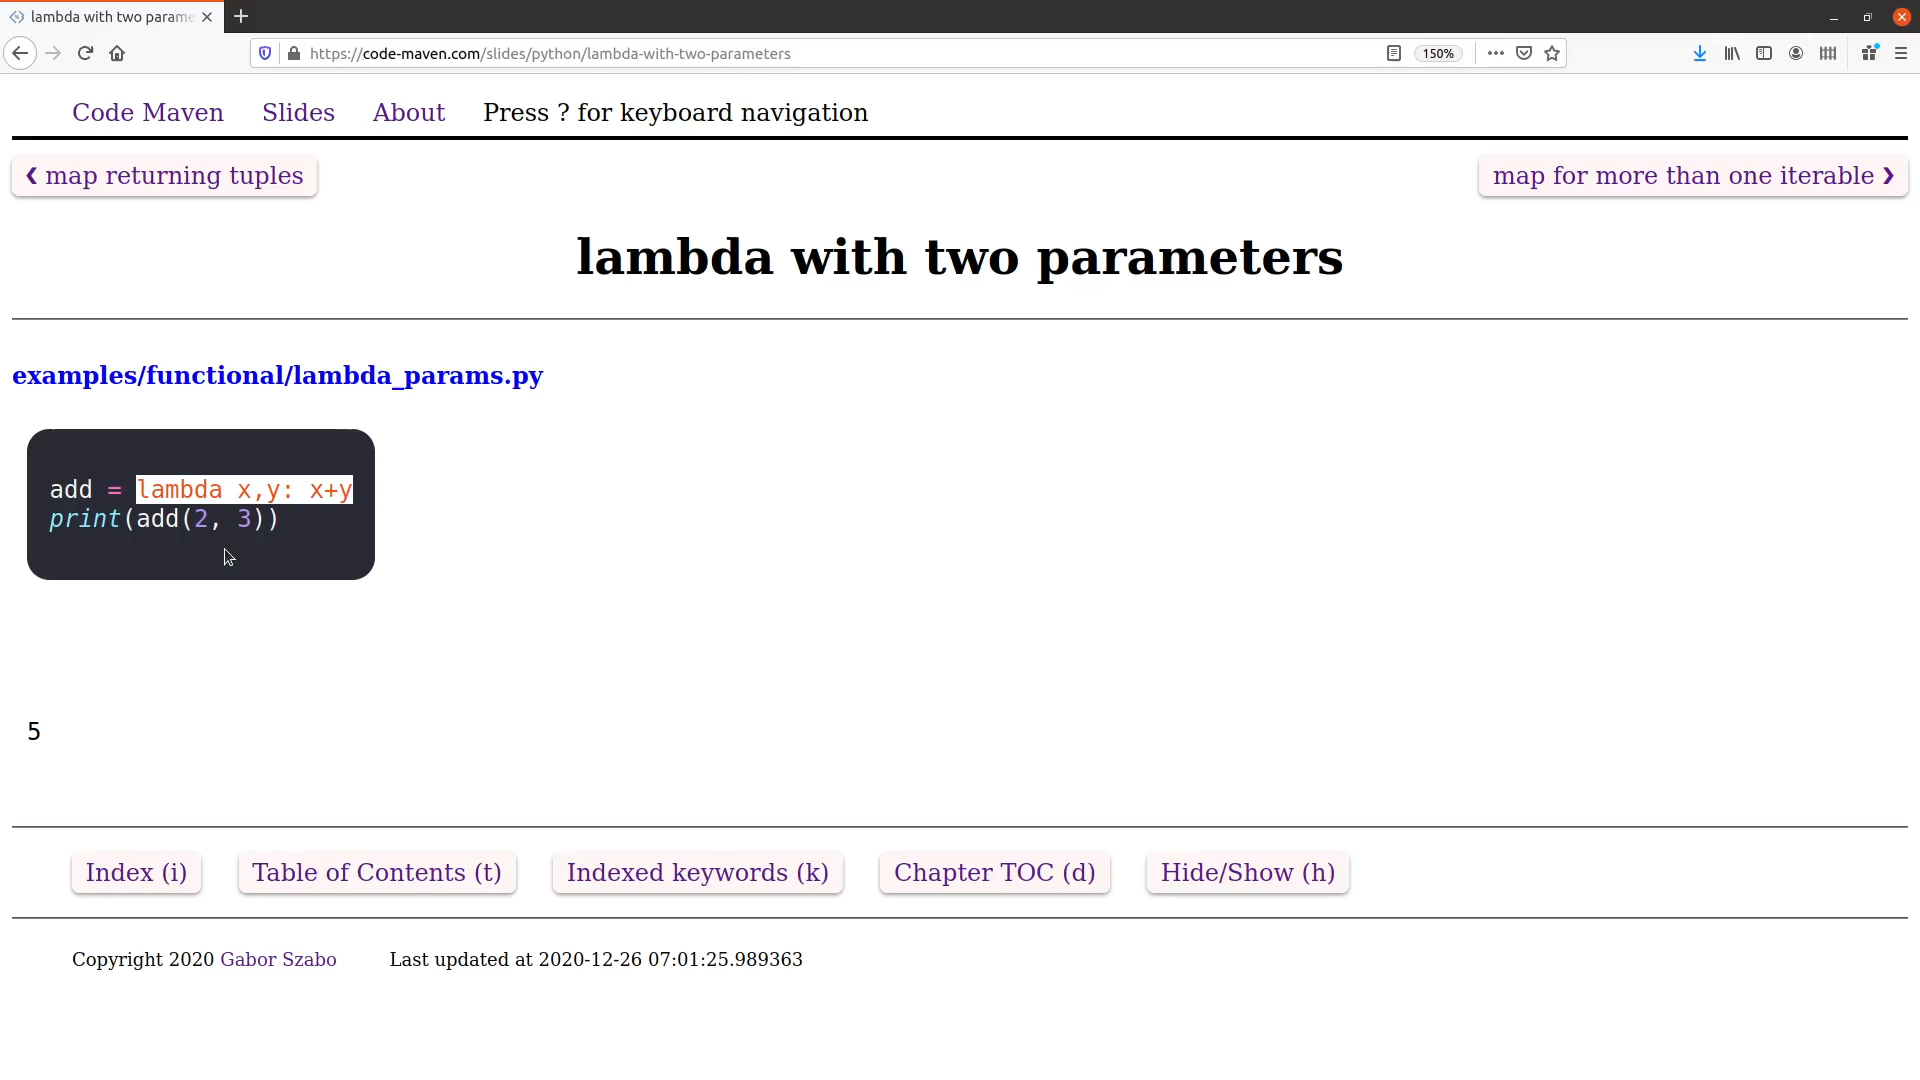 lambda with two parame
https://code-maven.com/slides/python/lambda-with-two-parameters
150%
Code Maven Slides About Press ? for keyboard navigation
❮ map returning tuples
map for more than one iterable ❯
lambda with two parameters
examples/functional/lambda_params.py
add = lambda x,y: x+y
print(add(2, 3))
5
Index (i) Table of Contents (t) Indexed keywords (k) Chapter TOC (d) Hide/Show (h)
Copyright 2020 Gabor Szabo Last updated at 2020-12-26 07:01:25.989363